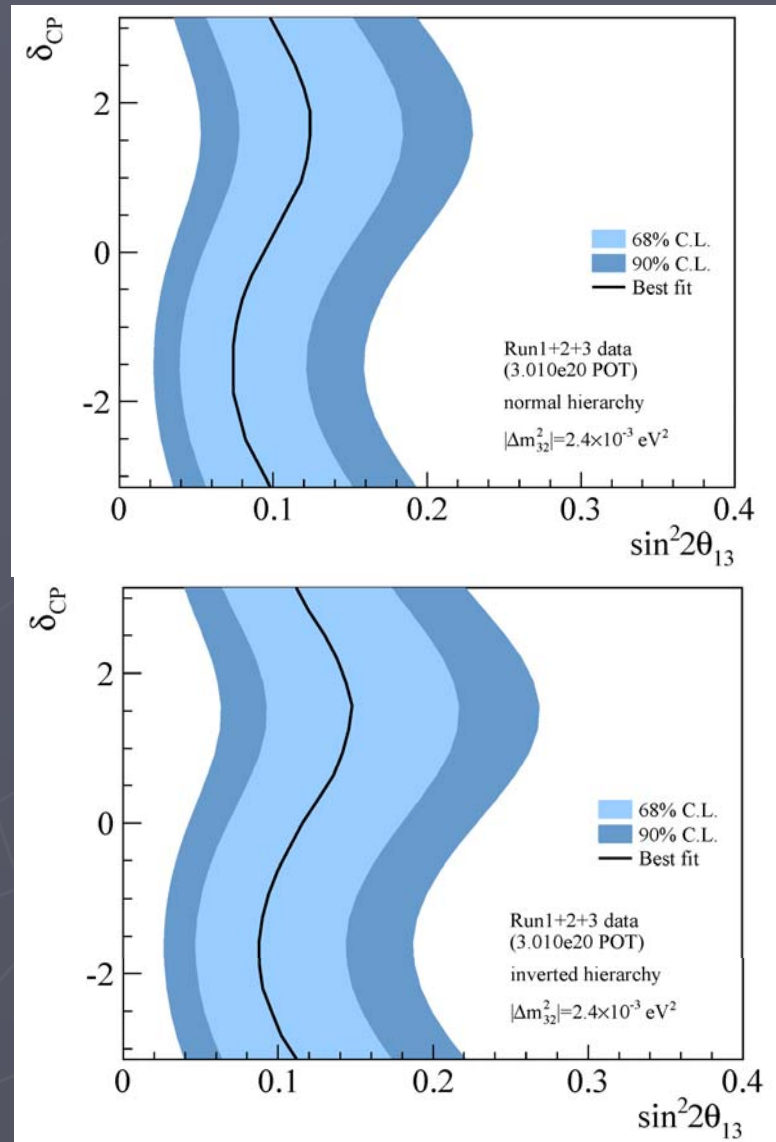 δCP
2
0
-2
68% C.L.
90% C.L.
Best fit
Run1+2+3 data
(3.010e20 POT)
normal hierarchy
|Δm²₃₂|=2.4×10⁻³ eV²
0 0.1 0.2 0.3 0.4
sin²2θ₁₃
δCP
2
0
-2
68% C.L.
90% C.L.
Best fit
Run1+2+3 data
(3.010e20 POT)
inverted hierarchy
|Δm²₃₂|=2.4×10⁻³ eV²
0 0.1 0.2 0.3 0.4
sin²2θ₁₃